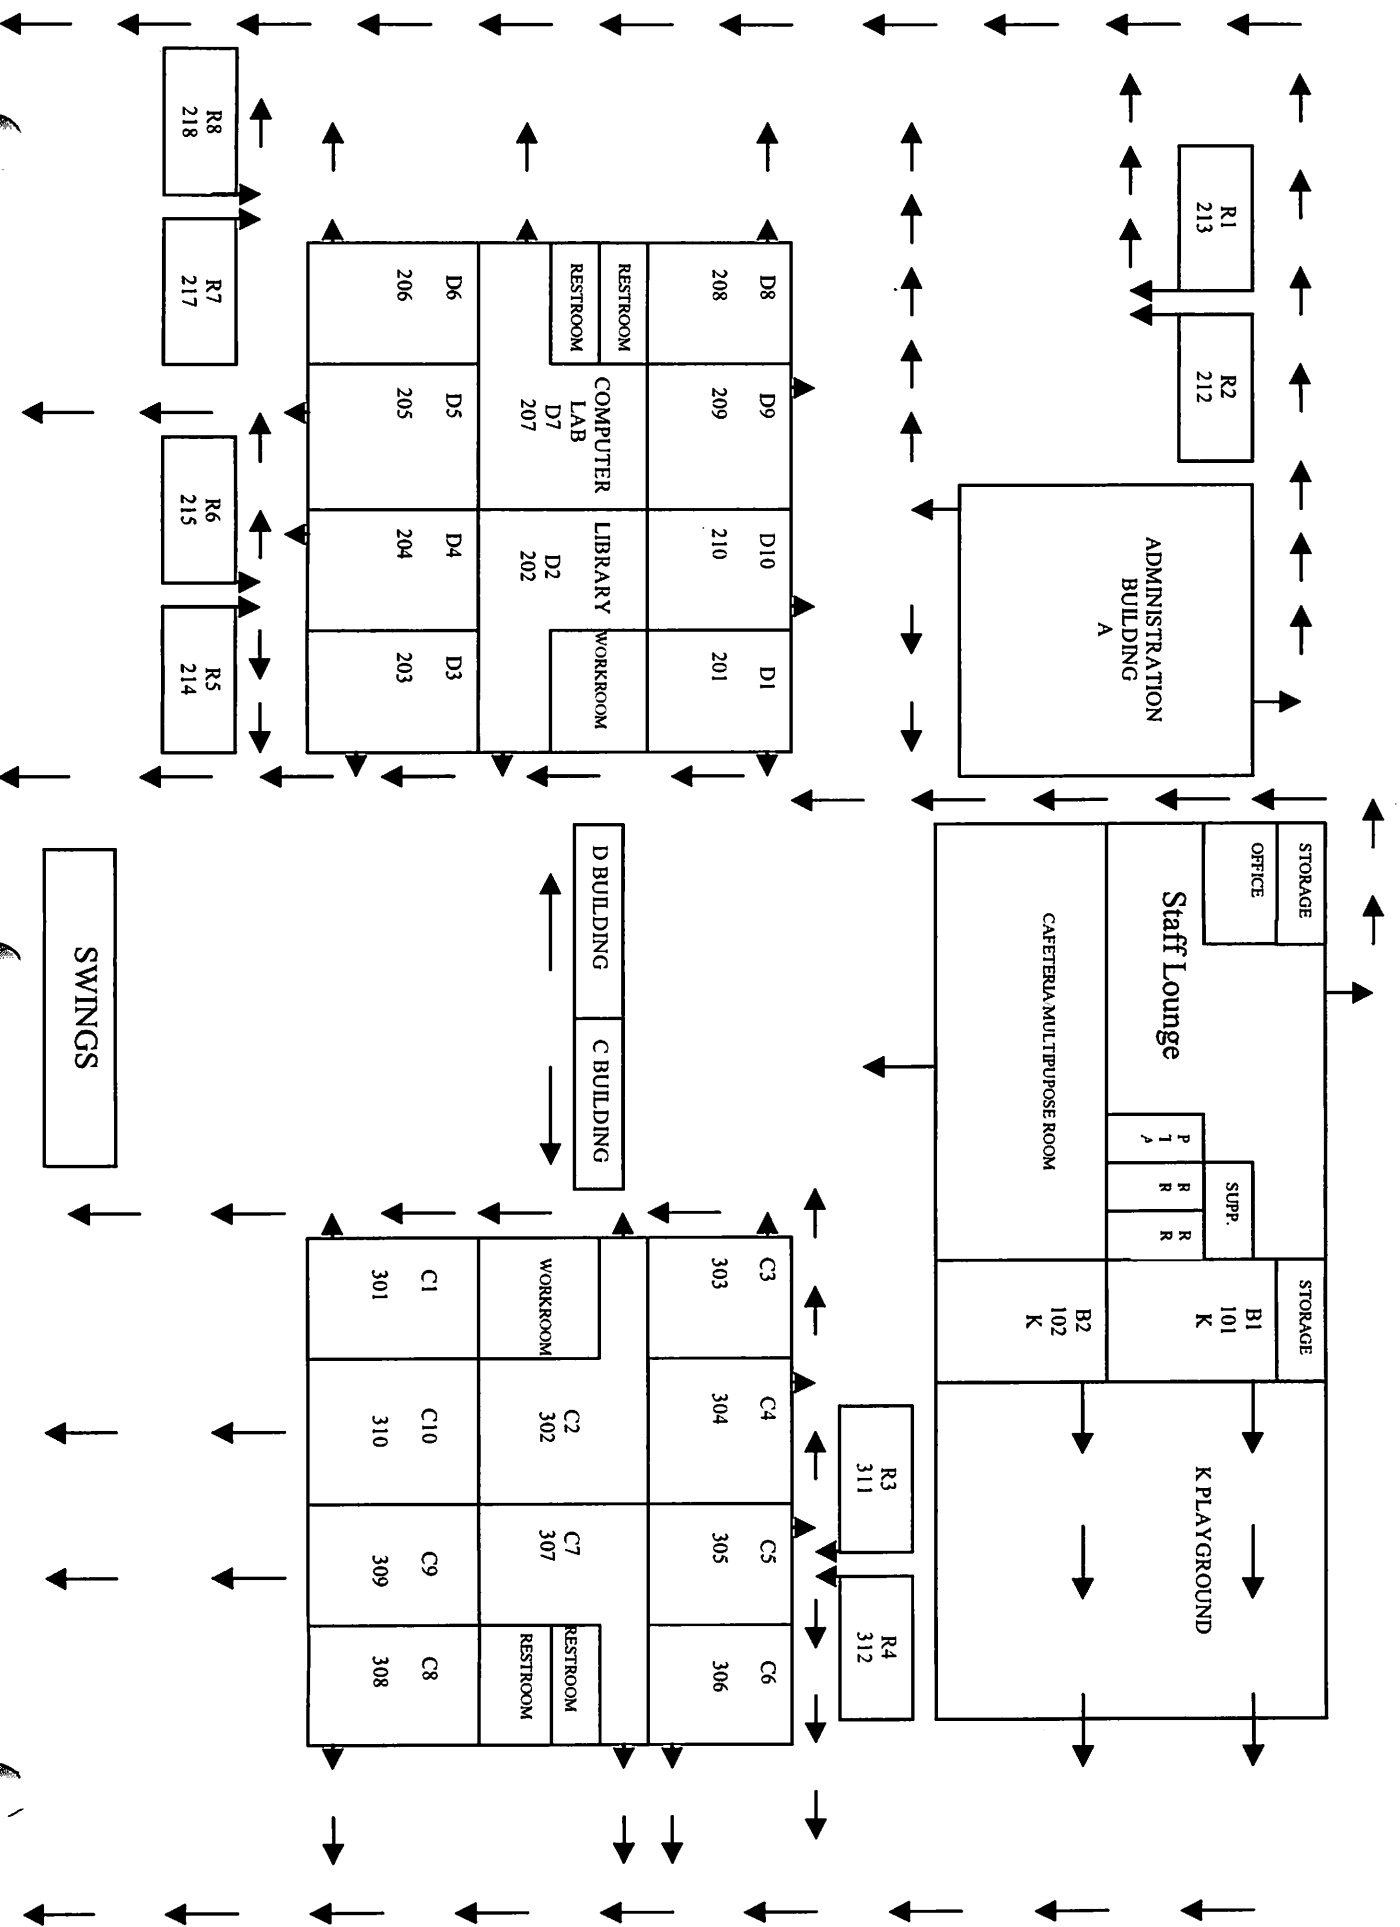 R1
213
R2
212
ADMINISTRATION
BUILDING
A
STORAGE
OFFICE
Staff Lounge
CAFETERIA/MULTIPUPOSE ROOM
P
T
A
SUPP.
R
R
R
R
STORAGE
B1
101
K
B2
102
K
K PLAYGROUND
D8
208
D9
209
D10
210
D1
201
RESTROOM
RESTROOM
COMPUTER
LAB
D7
207
LIBRARY
D2
202
WORKROOM
D6
206
D5
205
D4
204
D3
203
R8
218
R7
217
R6
215
R5
214
D BUILDING
C BUILDING
SWINGS
R3
311
R4
312
C3
303
C4
304
C5
305
C6
306
WORKROOM
C2
302
C7
307
RESTROOM
RESTROOM
C1
301
C10
310
C9
309
C8
308